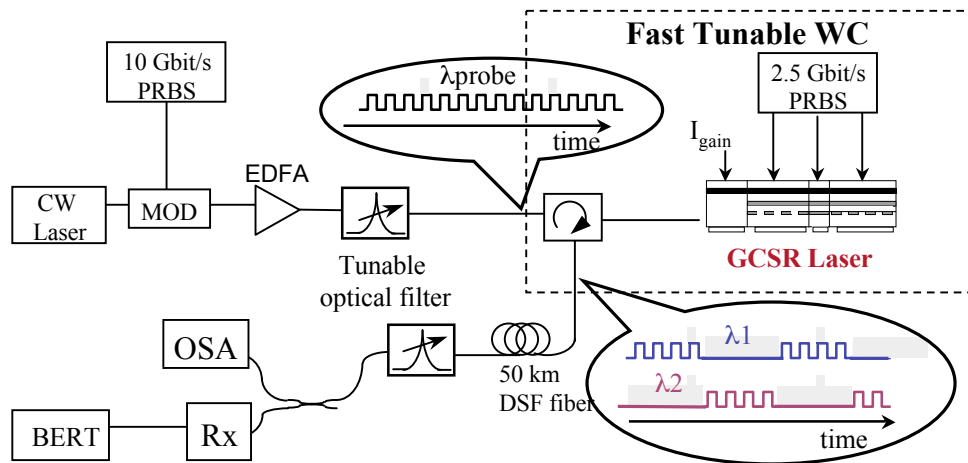 Fast Tunable WC
10 Gbit/s
PRBS
λprobe
time
2.5 Gbit/s
PRBS
I_gain
EDFA
CW
Laser
MOD
GCSR Laser
Tunable
optical filter
OSA
λ1
50 km
DSF fiber
λ2
BERT
Rx
time